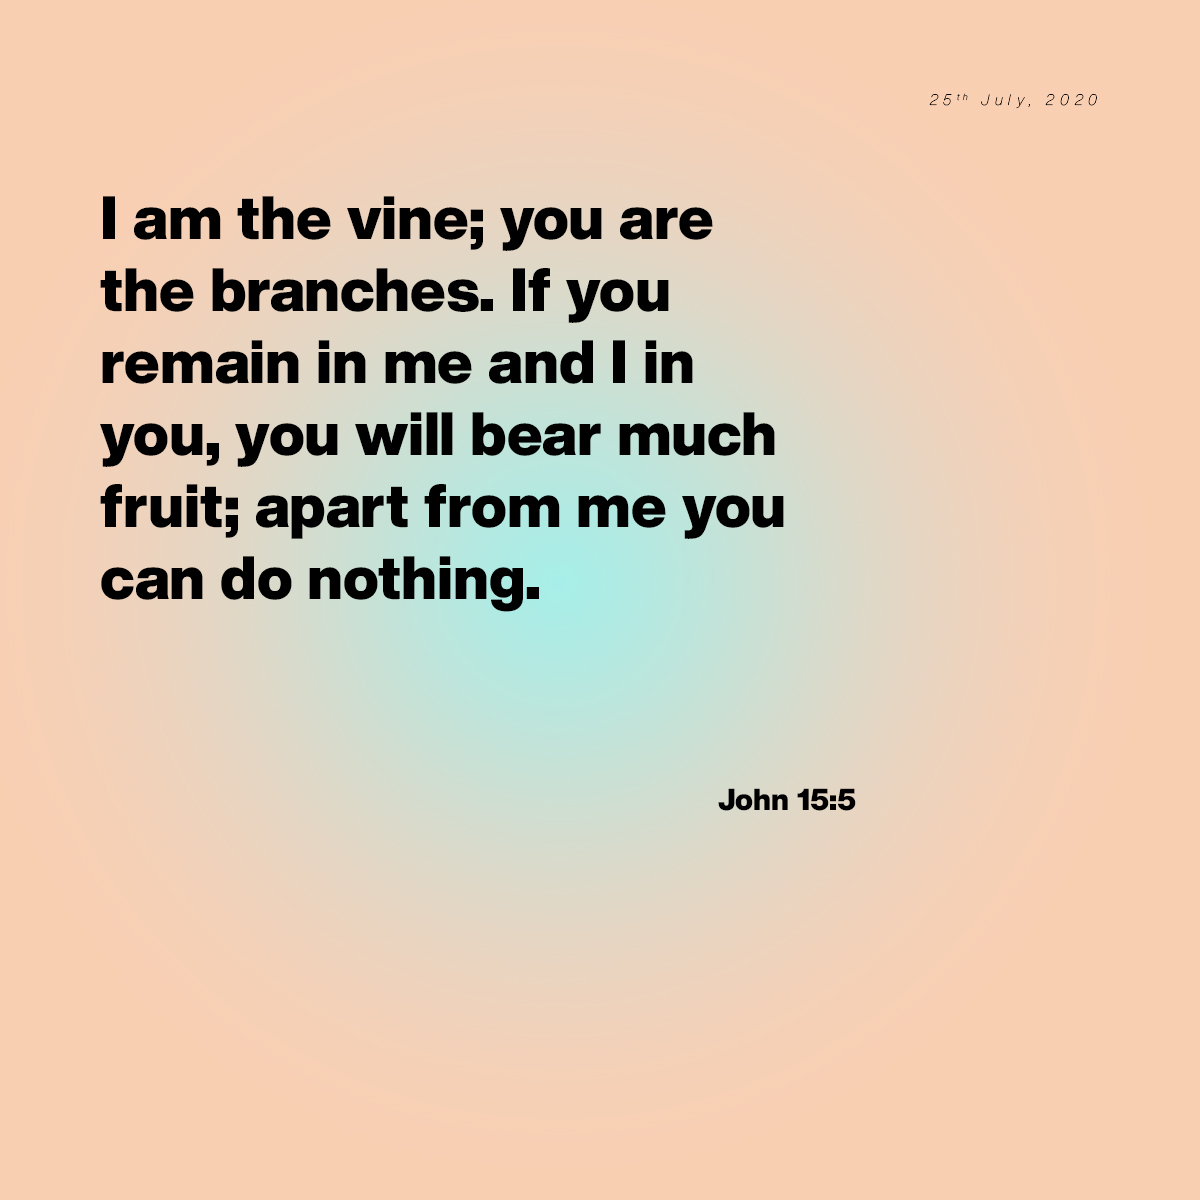 25th July, 2020
I am the vine; you are
the branches. If you
remain in me and I in
you, you will bear much
fruit; apart from me you
can do nothing.
John 15:5